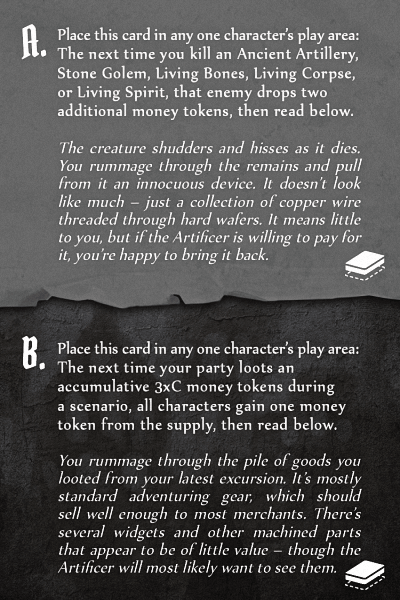 A.
Place this card in any one character's play area:
The next time you kill an Ancient Artillery,
Stone Golem, Living Bones, Living Corpse,
or Living Spirit, that enemy drops two
additional money tokens, then read below.
The creature shudders and hisses as it dies.
You rummage through the remains and pull
from it an innocuous device. It doesn't look
like much – just a collection of copper wire
threaded through hard wafers. It means little
to you, but if the Artificer is willing to pay for
it, you're happy to bring it back.
B.
Place this card in any one character's play area:
The next time your party loots an
accumulative 3xC money tokens during
a scenario, all characters gain one money
token from the supply, then read below.
You rummage through the pile of goods you
looted from your latest excursion. It's mostly
standard adventuring gear, which should
sell well enough to most merchants. There's
several widgets and other machined parts
that appear to be of little value – though the
Artificer will most likely want to see them.